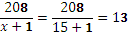 208/(x + 1) = 208/(15 + 1) = 13